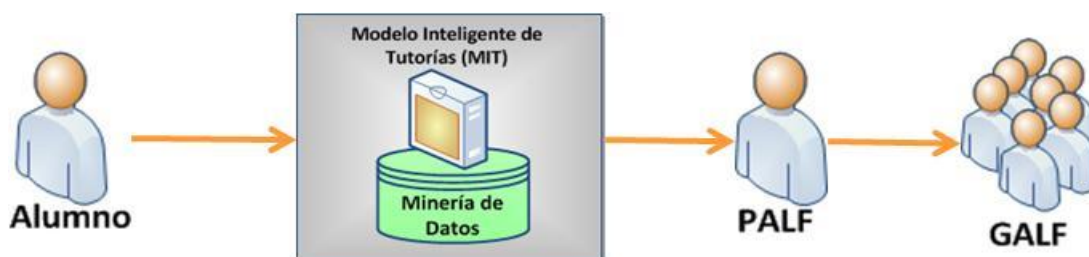 Modelo Inteligente de
Tutorías (MIT)
Minería de
Datos
Alumno
PALF
GALF